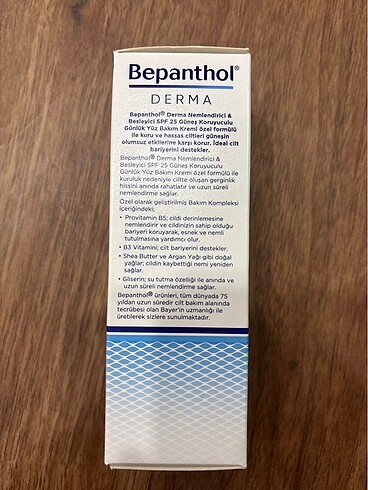 Bepanthol®
DERMA
Bepanthol® Derma Nemlendirici &
Besleyici SPF 25 Güneş Koruyuculu
Günlük Yüz Bakım Kremi özel formülü
ile kuru ve hassas ciltleri güneşin
olumsuz etkilerine karşı korur. İdeal cilt
bariyerini destekler.
Bepanthol® Derma Nemlendirici &
Besleyici SPF 25 Güneş Koruyuculu
Günlük Yüz Bakım Kremi özel formülü ile
kuruluk nedeniyle ciltte oluşan gerginlik
hissini anında rahatlatır ve uzun süreli
nemlendirme sağlar.
Özel olarak geliştirilmiş Bakım Kompleksi
içeriğindeki;
• Provitamin B5; cildi derinlemesine
nemlendirir ve cildinizin sahip olduğu
bariyeri koruyarak, esnek ve nemli
tutulmasına yardımcı olur.
• B3 Vitamini; cilt bariyerini destekler.
• Shea Butter ve Argan Yağı gibi doğal
yağlar; cildin kaybettiği nemi yeniden
sağlar.
• Gliserin; su tutma özelliği ile anında ve
uzun süreli nemlendirme sağlar.
Bepanthol® ürünleri, tüm dünyada 75
yıldan uzun süredir cilt bakım alanında
tecrübesi olan Bayer'in uzmanlığı ile
üretilerek sizlere sunulmaktadır.